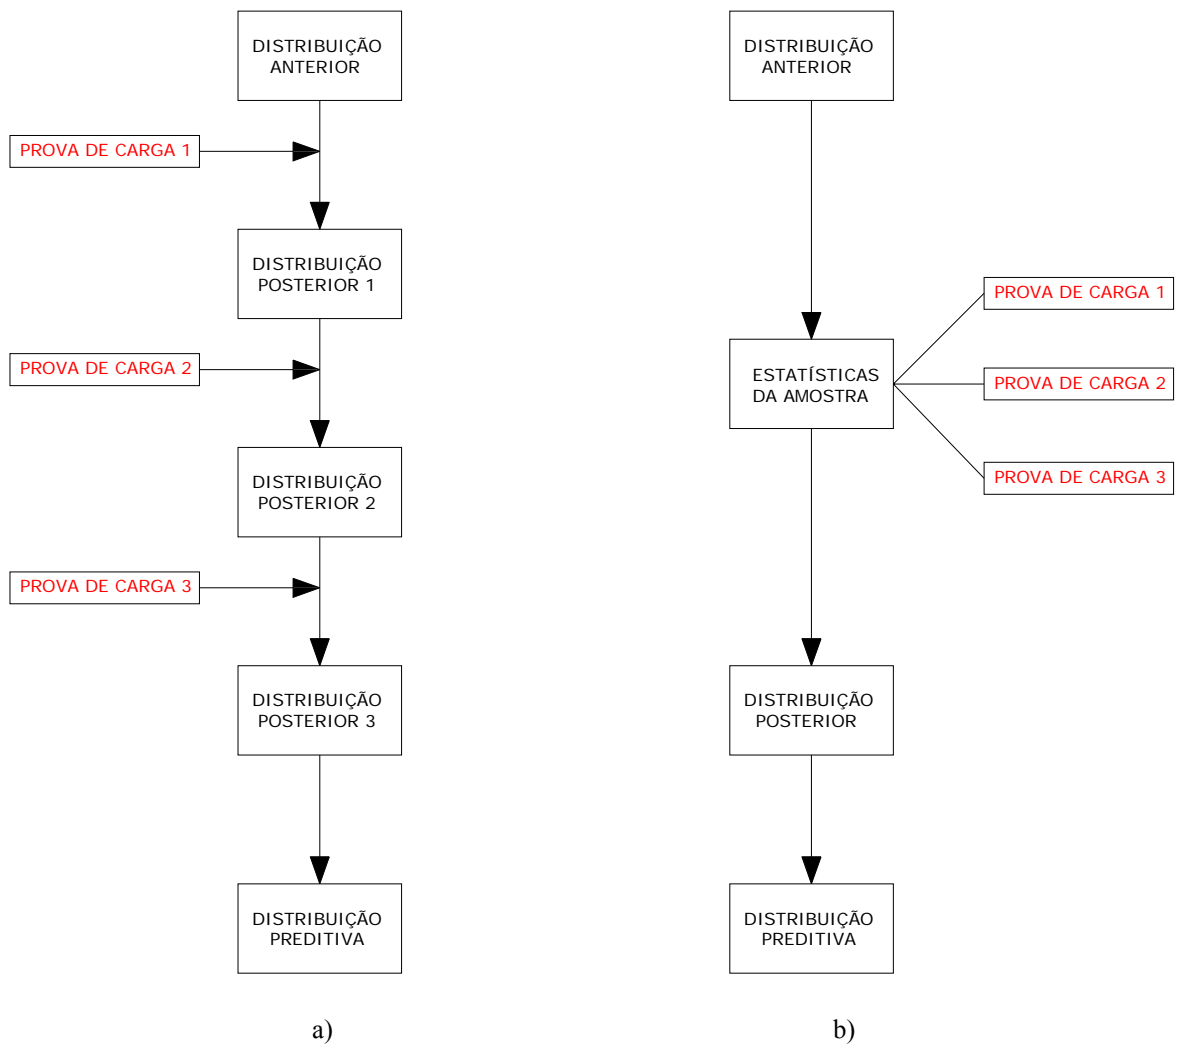 DISTRIBUIÇÃO
ANTERIOR
PROVA DE CARGA 1
DISTRIBUIÇÃO
POSTERIOR 1
PROVA DE CARGA 2
DISTRIBUIÇÃO
POSTERIOR 2
PROVA DE CARGA 3
DISTRIBUIÇÃO
POSTERIOR 3
DISTRIBUIÇÃO
PREDITIVA
a)
DISTRIBUIÇÃO
ANTERIOR
PROVA DE CARGA 1
ESTATÍSTICAS
DA AMOSTRA
PROVA DE CARGA 2
PROVA DE CARGA 3
DISTRIBUIÇÃO
POSTERIOR
DISTRIBUIÇÃO
PREDITIVA
b)